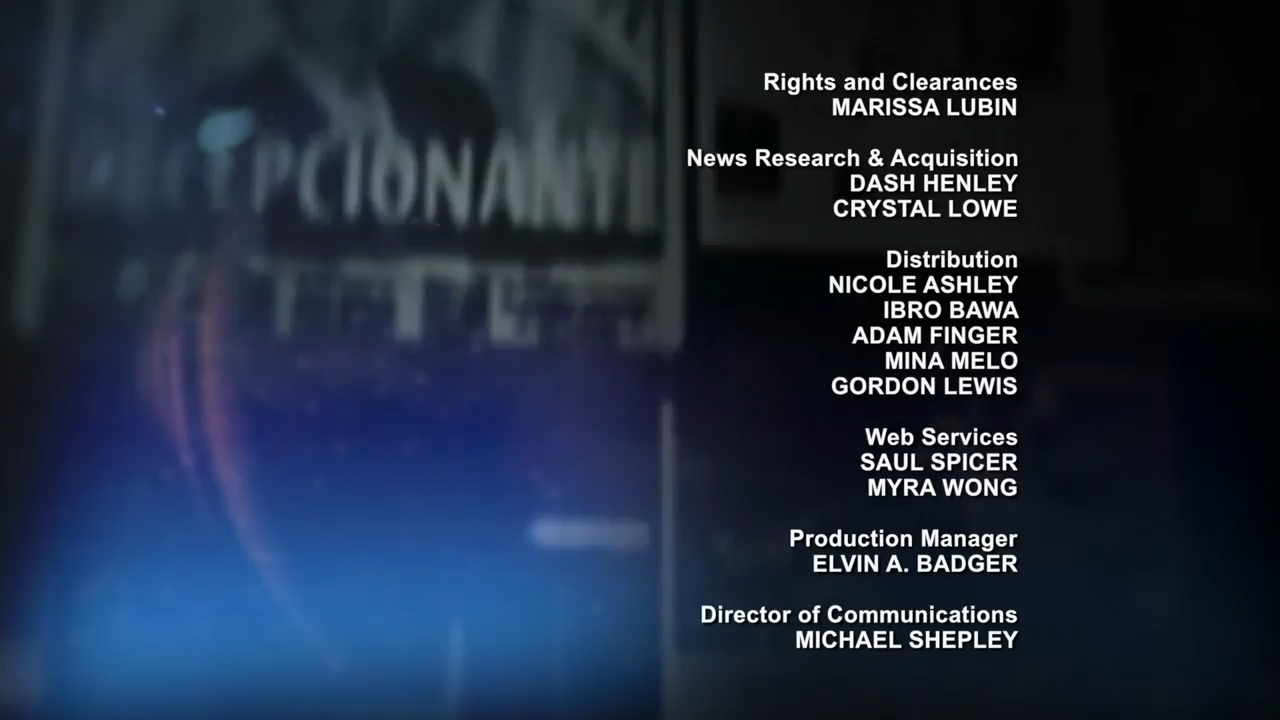 Rights and Clearances
MARISSA LUBIN
News Research & Acquisition
DASH HENLEY
CRYSTAL LOWE
Distribution
NICOLE ASHLEY
IBRO BAWA
ADAM FINGER
MINA MELO
GORDON LEWIS
Web Services
SAUL SPICER
MYRA WONG
Production Manager
ELVIN A. BADGER
Director of Communications
MICHAEL SHEPLEY